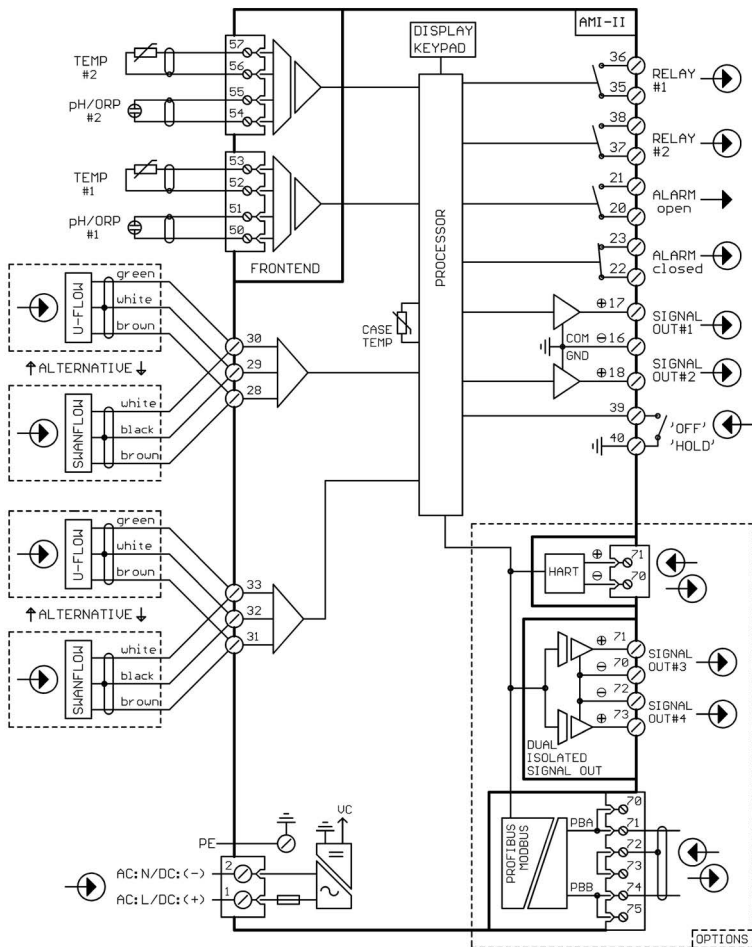 AMI-II
DISPLAY
KEYPAD
TEMP
#2
57
56
pH/ORP
#2
55
54
TEMP
#1
53
52
pH/ORP
#1
51
50
FRONTEND
PROCESSOR
CASE
TEMP
36
35
RELAY
#1
38
37
RELAY
#2
21
20
ALARM
open
23
22
ALARM
closed
⊕17
SIGNAL
OUT#1
COM ⊖16
GND
⊕18
SIGNAL
OUT#2
39
40
'OFF'
'HOLD'
U-FLOW
green
white
brown
↑ALTERNATIVE↓
SWANFLOW
white
black
brown
30
29
28
U-FLOW
green
white
brown
↑ALTERNATIVE↓
SWANFLOW
white
black
brown
33
32
31
HART
⊕ 71
⊖ 70
⊕ 71
⊖ 70
SIGNAL
OUT#3
⊖ 72
⊕ 73
SIGNAL
OUT#4
DUAL
ISOLATED
SIGNAL OUT
PROFIBUS
MODBUS
PBA
PBB
70
71
72
73
74
75
VC
PE
AC:N/DC:(-)
2
AC:L/DC:(+)
1
OPTIONS